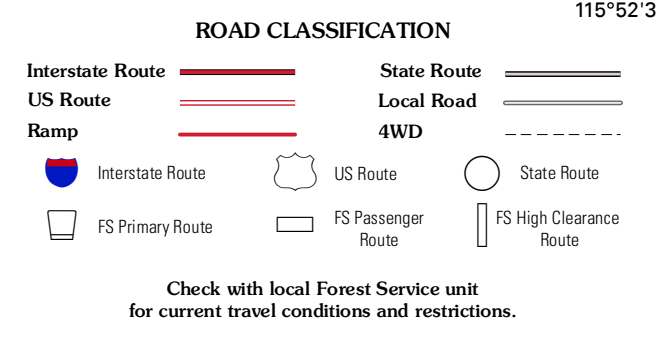 115°52'3
ROAD CLASSIFICATION
Interstate Route
State Route
US Route
Local Road
Ramp
4WD
Interstate Route
US Route
State Route
FS Primary Route
FS Passenger
Route
FS High Clearance
Route
Check with local Forest Service unit
for current travel conditions and restrictions.